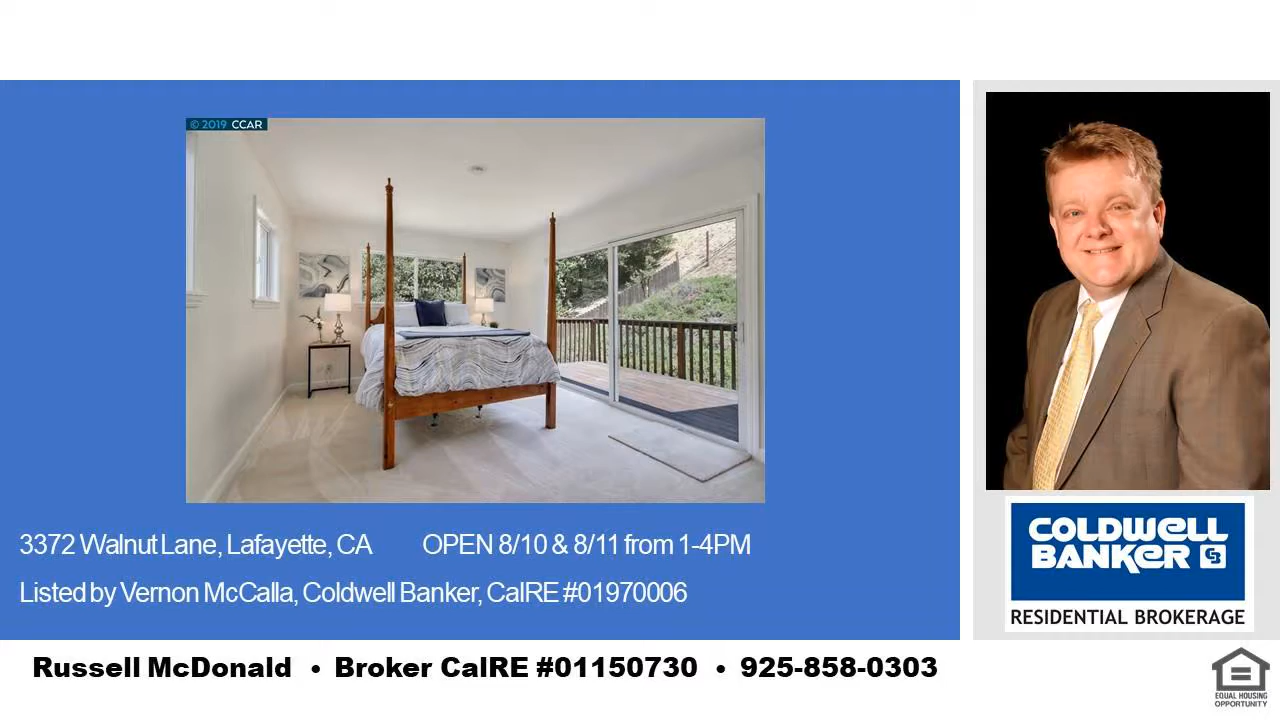 © 2019 CCAR
3372 Walnut Lane, Lafayette, CA OPEN 8/10 & 8/11 from 1-4PM
Listed by Vernon McCalla, Coldwell Banker, CalRE #01970006
COLDWELL
BANKER CB
RESIDENTIAL BROKERAGE
Russell McDonald • Broker CalRE #01150730 • 925-858-0303
EQUAL HOUSING
OPPORTUNITY